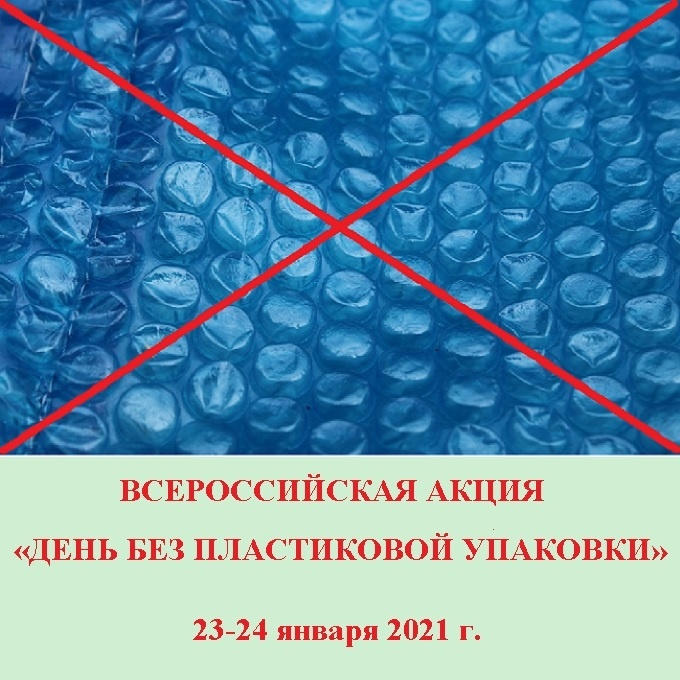 ВСЕРОССИЙСКАЯ АКЦИЯ
«ДЕНЬ БЕЗ ПЛАСТИКОВОЙ УПАКОВКИ»
23-24 января 2021 г.